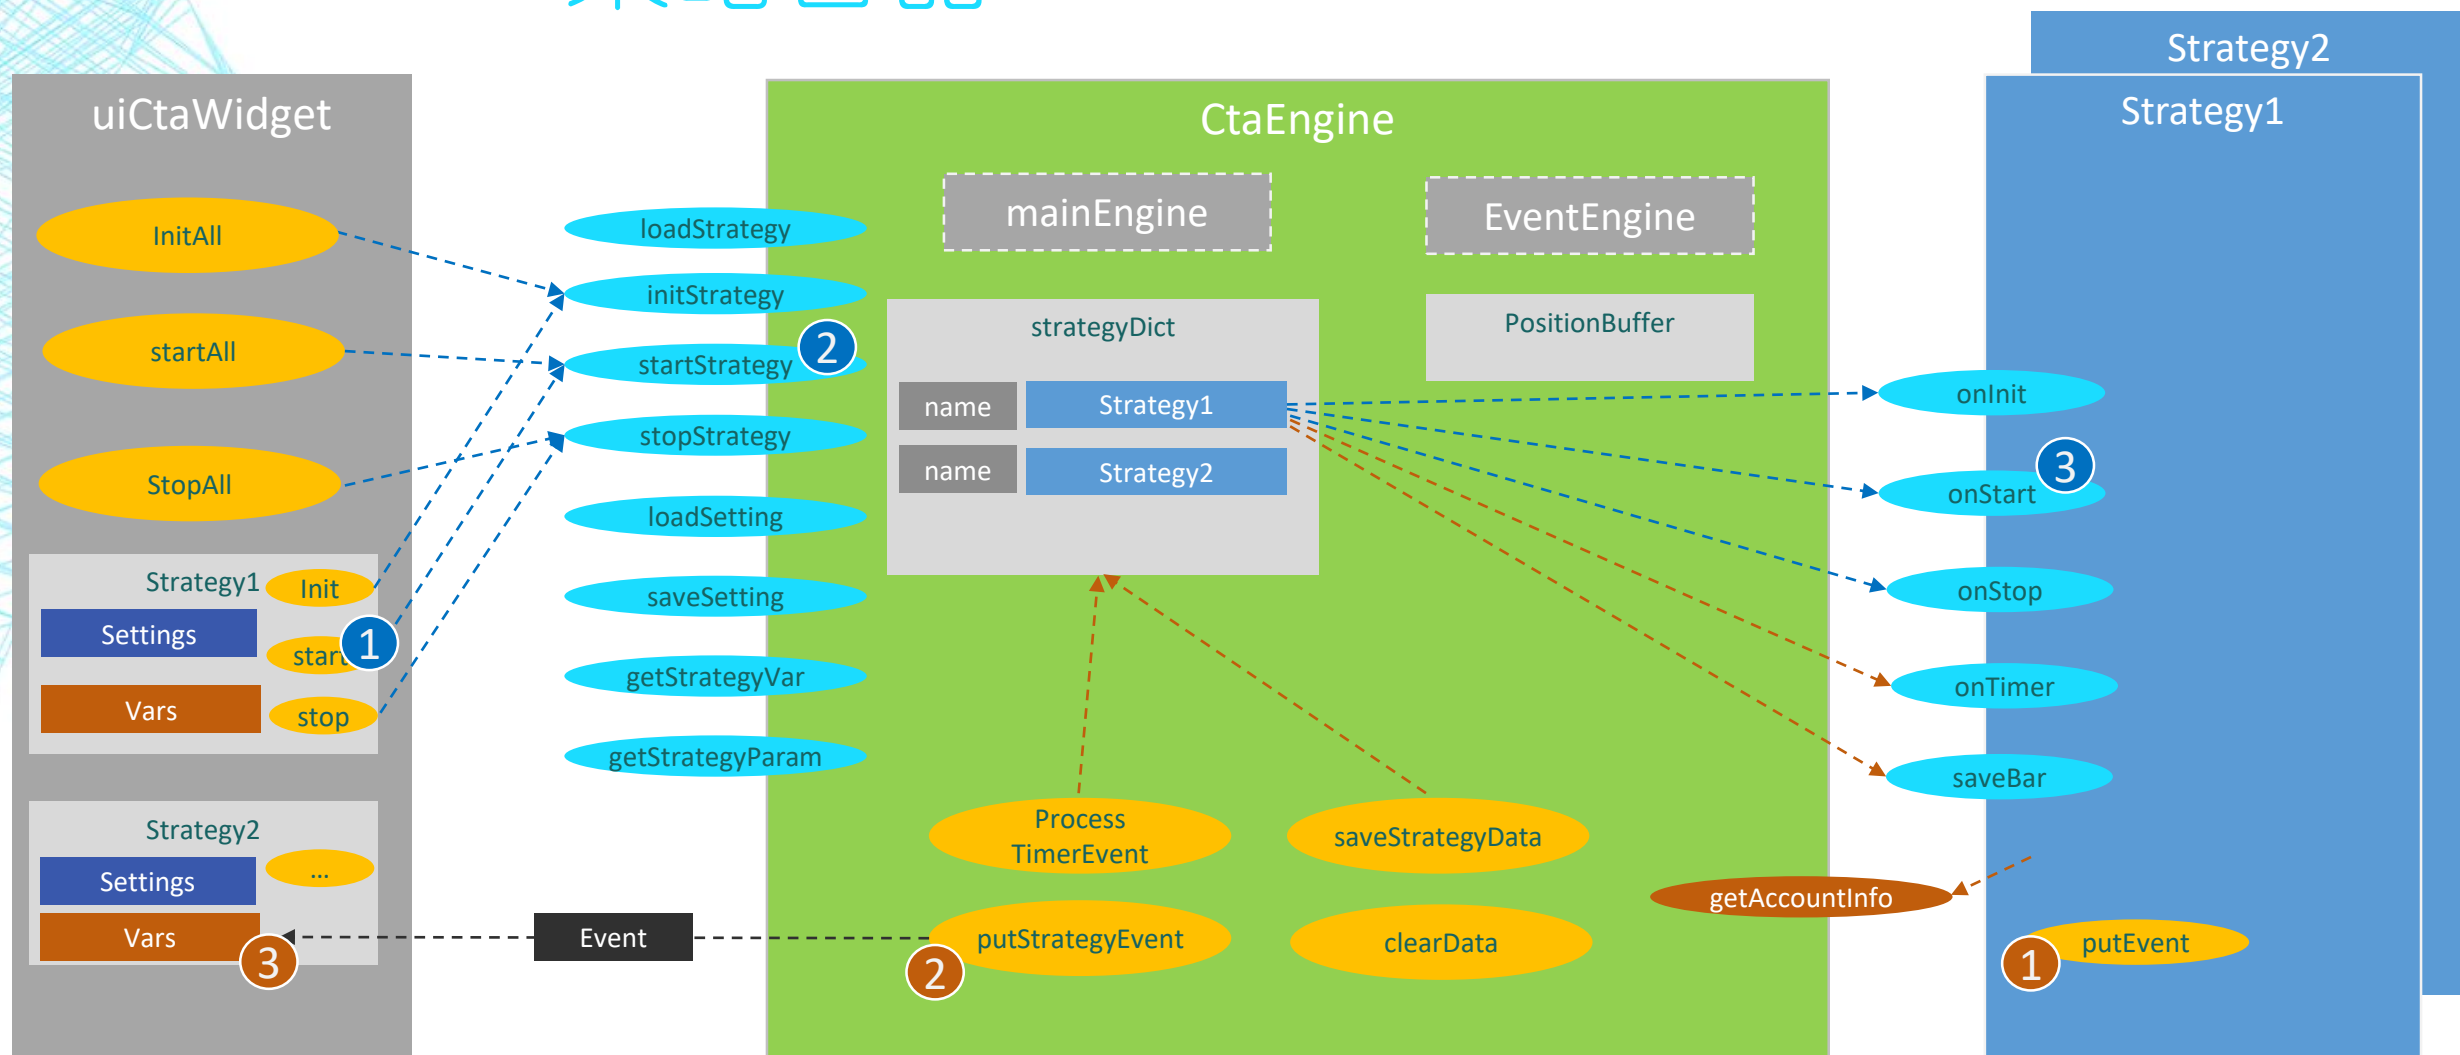 uiCtaWidget
InitAll
startAll
StopAll
Strategy1
Init
Settings
start
1
Vars
stop
Strategy2
Settings
...
Vars
3
Event
loadStrategy
initStrategy
startStrategy
2
stopStrategy
loadSetting
saveSetting
getStrategyVar
getStrategyParam
CtaEngine
mainEngine
EventEngine
strategyDict
name
Strategy1
name
Strategy2
PositionBuffer
Process
TimerEvent
saveStrategyData
putStrategyEvent
2
clearData
getAccountInfo
Strategy2
Strategy1
onInit
3
onStart
onStop
onTimer
saveBar
putEvent
1